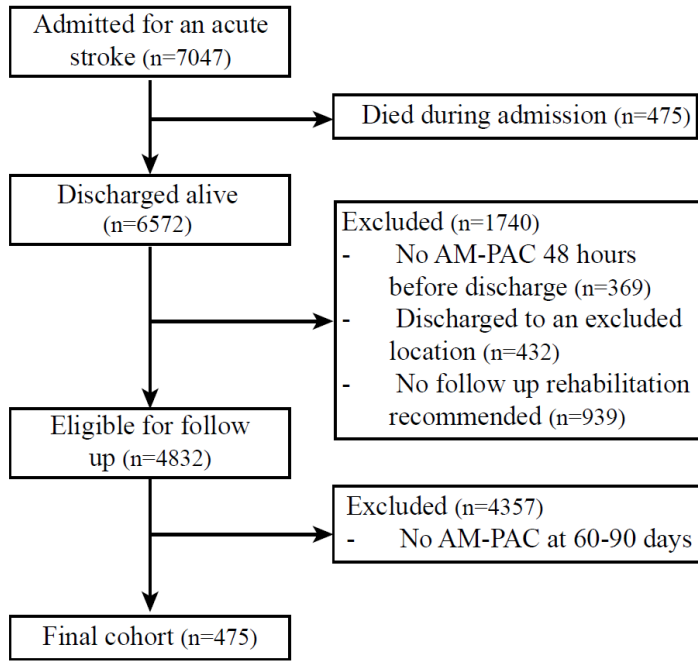 Admitted for an acute
stroke (n=7047)
Died during admission (n=475)
Discharged alive
(n=6572)
Excluded (n=1740)
- No AM-PAC 48 hours
before discharge (n=369)
- Discharged to an excluded
location (n=432)
- No follow up rehabilitation
recommended (n=939)
Eligible for follow
up (n=4832)
Excluded (n=4357)
- No AM-PAC at 60-90 days
Final cohort (n=475)